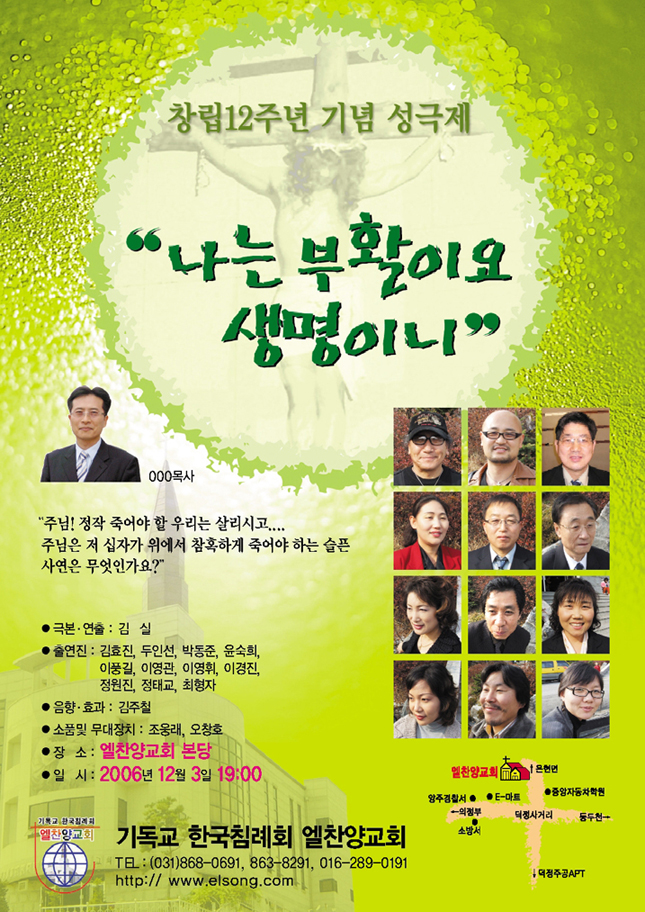 창립12주년 기념 성극제
“나는 부활이요
생명이니”
000목사
“주님! 정작 죽어야 할 우리는 살리시고....
주님은 저 십자가 위에서 참혹하게 죽어야 하는 슬픈
사연은 무엇인가요?”
● 극본·연출 : 김 실
● 출연진 : 김효진, 두인선, 박동준, 윤숙희,
이풍길, 이영관, 이영휘, 이경진,
정원진, 정태교, 최형자
● 음향·효과 : 김주철
● 소품및 무대장치 : 조웅래, 오창호
● 장 소 : 엘찬양교회 본당
● 일 시 : 2006년 12월 3일 19:00
엘찬양교회
↑은현면
양주경찰서 ●
● E-마트
●중앙자동차학원
←의정부
덕정사거리
동두천→
소방서
↓덕정주공APT
기독교 한국침례회
엘찬양교회
기독교 한국침례회 엘찬양교회
TEL : (031)868-0691, 863-8291, 016-289-0191
http:// www.elsong.com